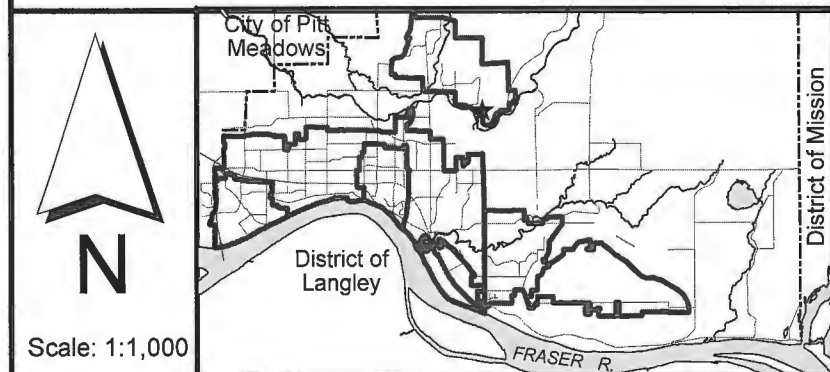 N
Scale: 1:1,000
City of Pitt
Meadows
District of
Langley
FRASER R.
District of Mission